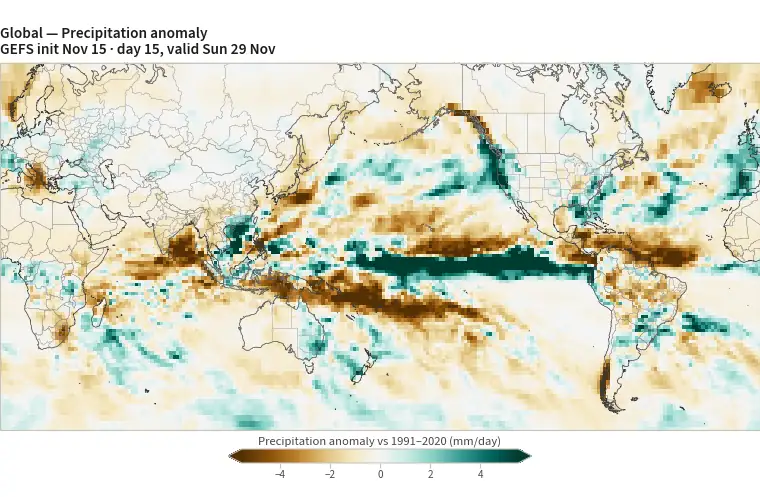 Global — Precipitation anomaly
GEFS init Nov 15 · day 15, valid Sun 29 Nov
Precipitation anomaly vs 1991–2020 (mm/day)
−4 −2 0 2 4